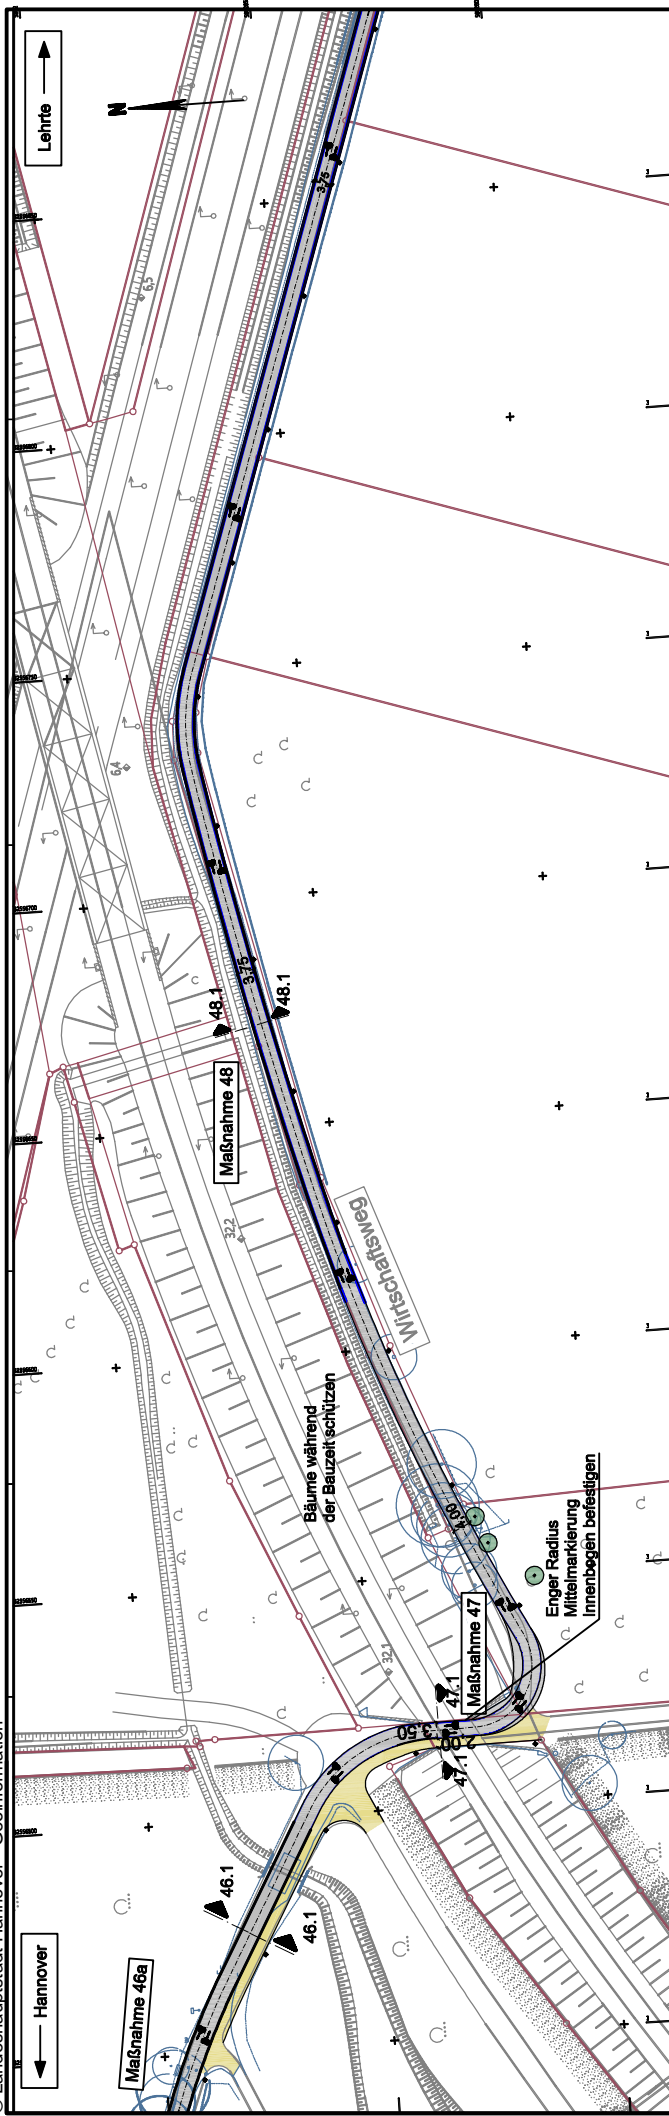 Lehrte
N
3.75
6,5
6,4
3.75
48.1
48.1
Maßnahme 48
32,2
Wirtschaftsweg
Bäume während
der Bauzeit schützen
4.00
Enger Radius
Mittelmarkierung
Innenbogen befestigen
32,1
Maßnahme 47
47.1
3.50
2.00
47.1
46.1
46.1
Maßnahme 46a
Hannover